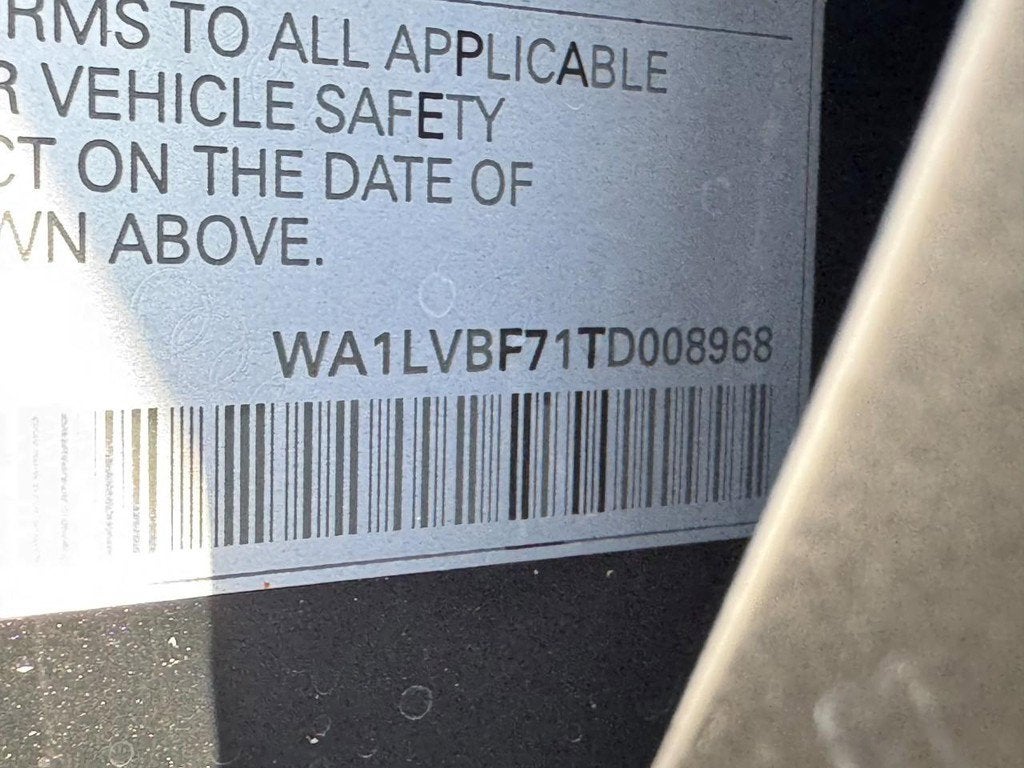 RMS TO ALL APPLICABLE
R VEHICLE SAFETY
CT ON THE DATE OF
WN ABOVE.
WA1LVBF71TD008968